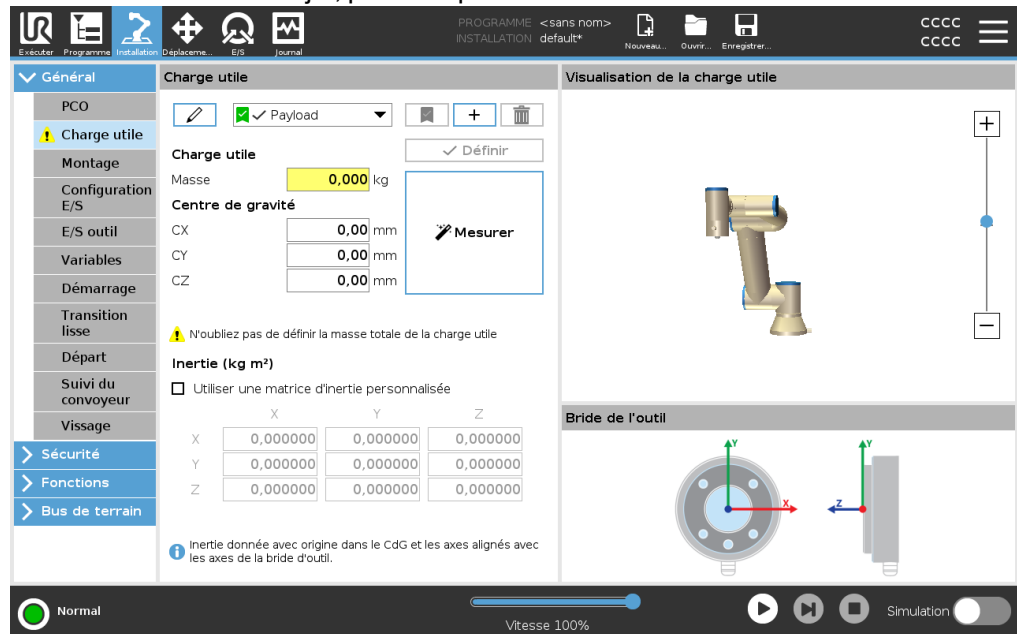 PROGRAMME <sans nom>
INSTALLATION default*
Exécuter Programme Installation Déplaceme... E/S Journal Nouveau... Ouvrir... Enregistrer...
CCCC
CCCC
Général
PCO
Charge utile
Montage
Configuration
E/S
E/S outil
Variables
Démarrage
Transition
lisse
Départ
Suivi du
convoyeur
Vissage
Sécurité
Fonctions
Bus de terrain
Charge utile
Payload
+
Définir
Charge utile
Masse 0,000 kg
Centre de gravité
CX 0,00 mm
CY 0,00 mm
CZ 0,00 mm
Mesurer
N'oubliez pas de définir la masse totale de la charge utile
Inertie (kg m²)
Utiliser une matrice d'inertie personnalisée
X Y Z
X 0,000000 0,000000 0,000000
Y 0,000000 0,000000 0,000000
Z 0,000000 0,000000 0,000000
Inertie donnée avec origine dans le CdG et les axes alignés avec
les axes de la bride d'outil.
Visualisation de la charge utile
+
−
Bride de l'outil
Y Y
X Z
Normal
Vitesse 100%
Simulation